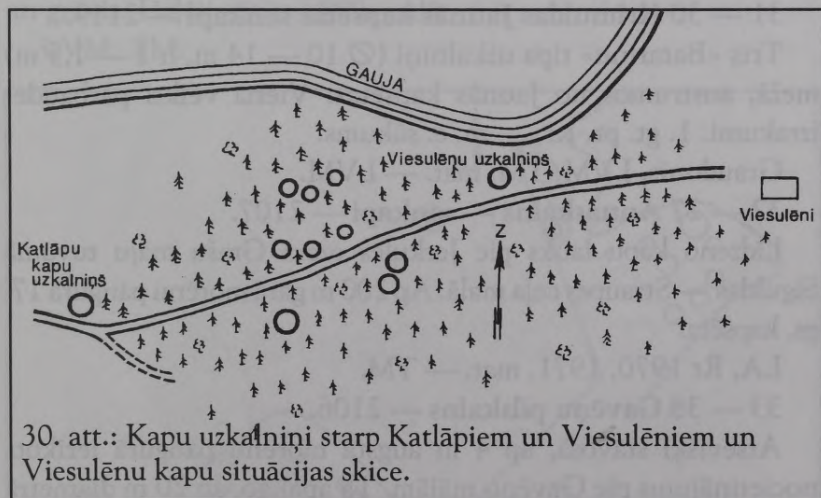 GAUJA
Viesulēņu uzkalniņš
Viesulēni
Katlāpu
kapu
uzkalniņš
Z
30. att.: Kapu uzkalniņi starp Katlāpiem un Viesulēniem un
Viesulēnu kapu situācijas skice.